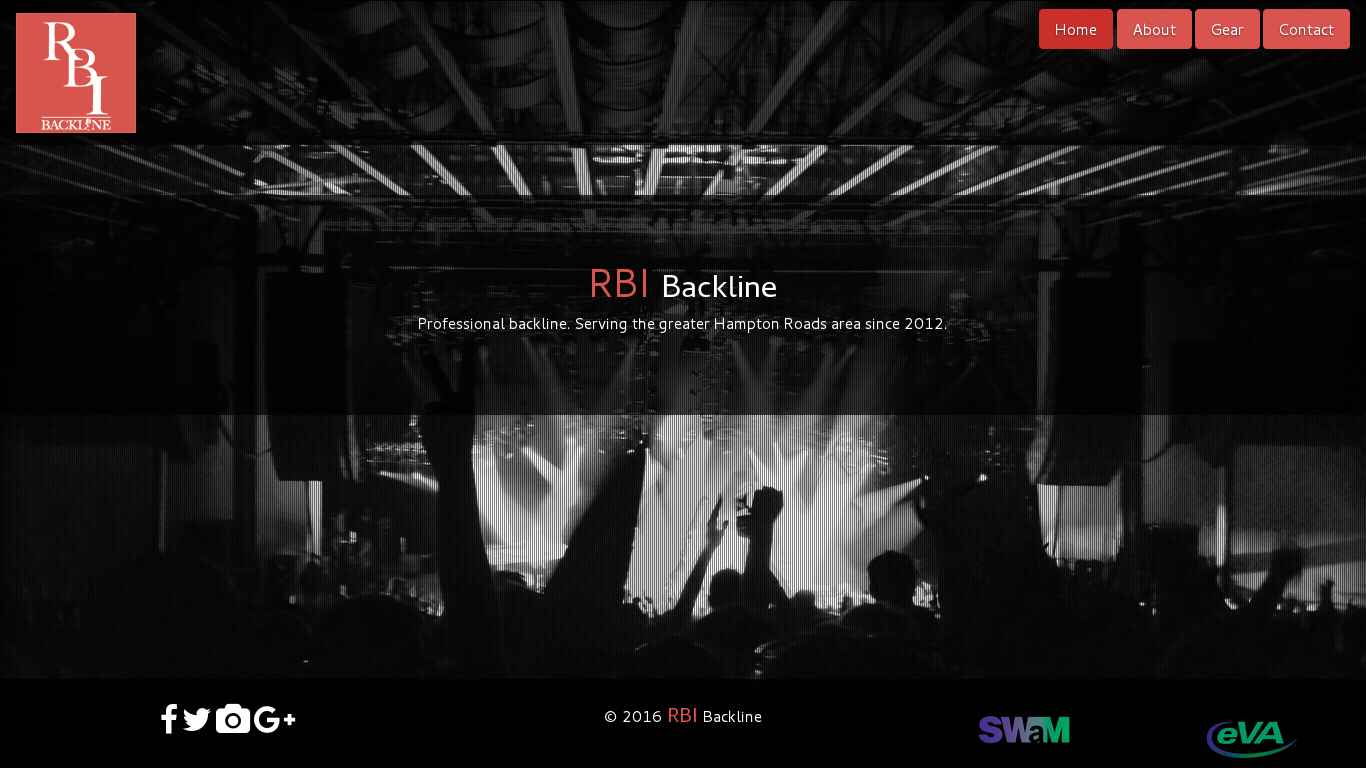 RBI
BACKLINE
Home
About
Gear
Contact
RBI Backline
Professional backline. Serving the greater Hampton Roads area since 2012.
© 2016 RBI Backline
SWaM
eVA